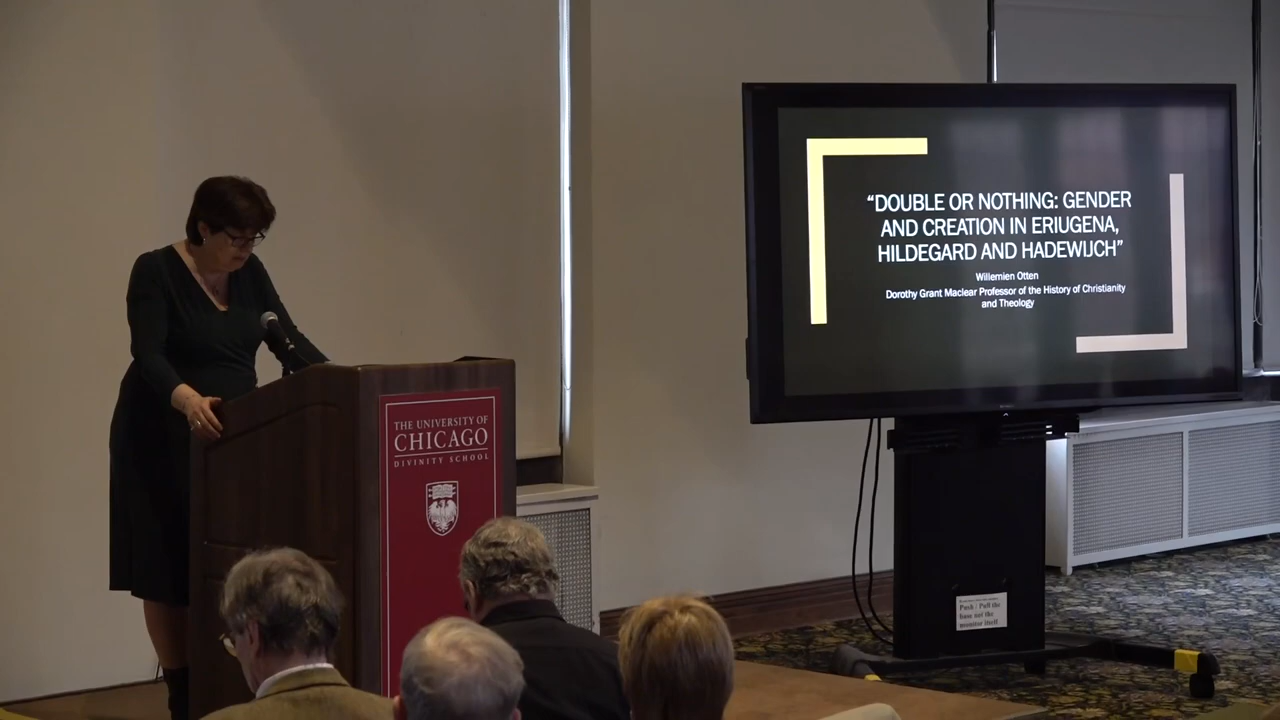 “DOUBLE OR NOTHING: GENDER
AND CREATION IN ERIUGENA,
HILDEGARD AND HADEWIJCH”
Willemien Otten
Dorothy Grant Maclear Professor of the History of Christianity
and Theology
THE UNIVERSITY OF
CHICAGO
DIVINITY SCHOOL
Push / Pull the
base not the
monitor itself